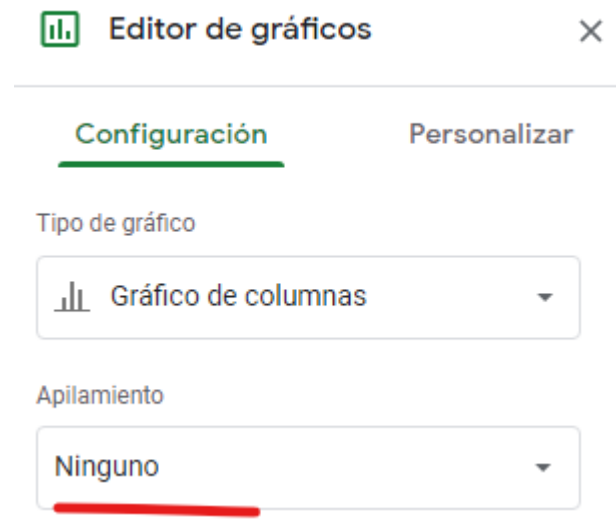 Editor de gráficos
Configuración Personalizar
Tipo de gráfico
Gráfico de columnas
Apilamiento
Ninguno